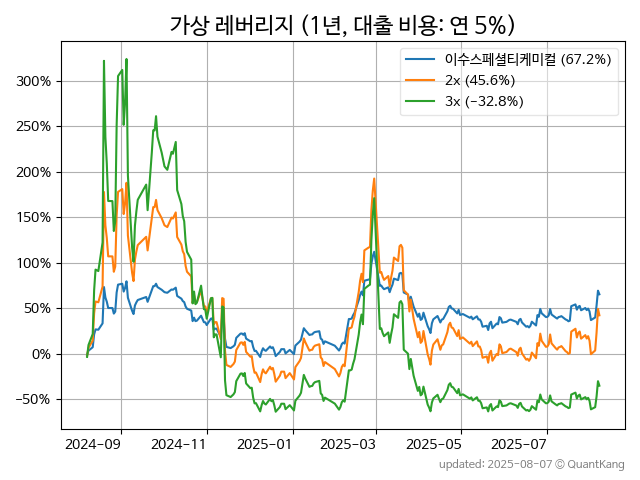 가상 레버리지 (1년, 대출 비용: 연 5%)
이수스페셜티케미컬 (67.2%)
2x (45.6%)
3x (−32.8%)
300%
250%
200%
150%
100%
50%
0%
−50%
2024-09 2024-11 2025-01 2025-03 2025-05 2025-07
updated: 2025-08-07 © QuantKang